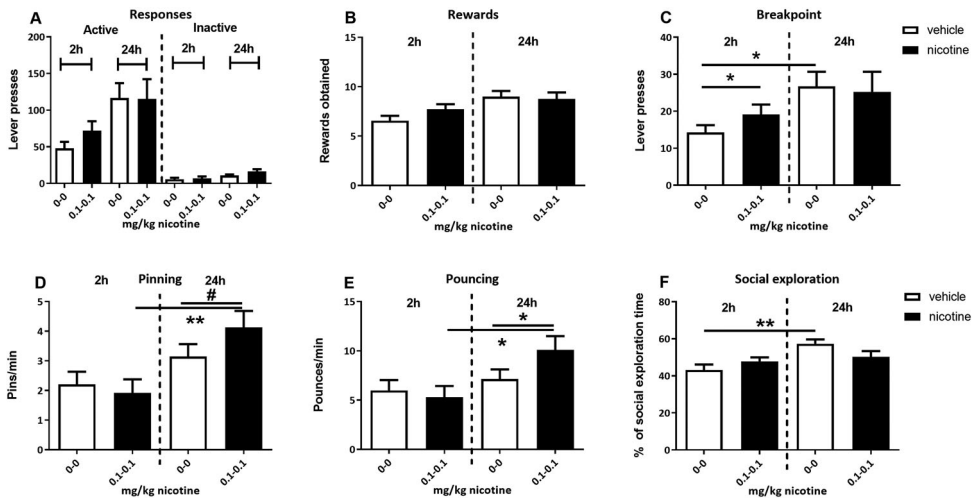 A Responses
Active Inactive
2h 24h 2h 24h
Lever presses
200
150
100
50
0
0-0 0.1-0.1 0-0 0.1-0.1 0-0 0.1-0.1 0-0 0.1-0.1
mg/kg nicotine
B Rewards
2h 24h
Rewards obtained
15
10
5
0
0-0 0.1-0.1 0-0 0.1-0.1
mg/kg nicotine
C Breakpoint
2h 24h
*
*
Lever presses
40
30
20
10
0
0-0 0.1-0.1 0-0 0.1-0.1
mg/kg nicotine
vehicle
nicotine
D Pinning
2h 24h
#
**
Pins/min
5
4
3
2
1
0
0-0 0.1-0.1 0-0 0.1-0.1
mg/kg nicotine
E Pouncing
2h 24h
*
*
Pounces/min
15
10
5
0
0-0 0.1-0.1 0-0 0.1-0.1
mg/kg nicotine
F Social exploration
2h 24h
**
% of social exploration time
80
60
40
20
0
0-0 0.1-0.1 0-0 0.1-0.1
mg/kg nicotine
vehicle
nicotine